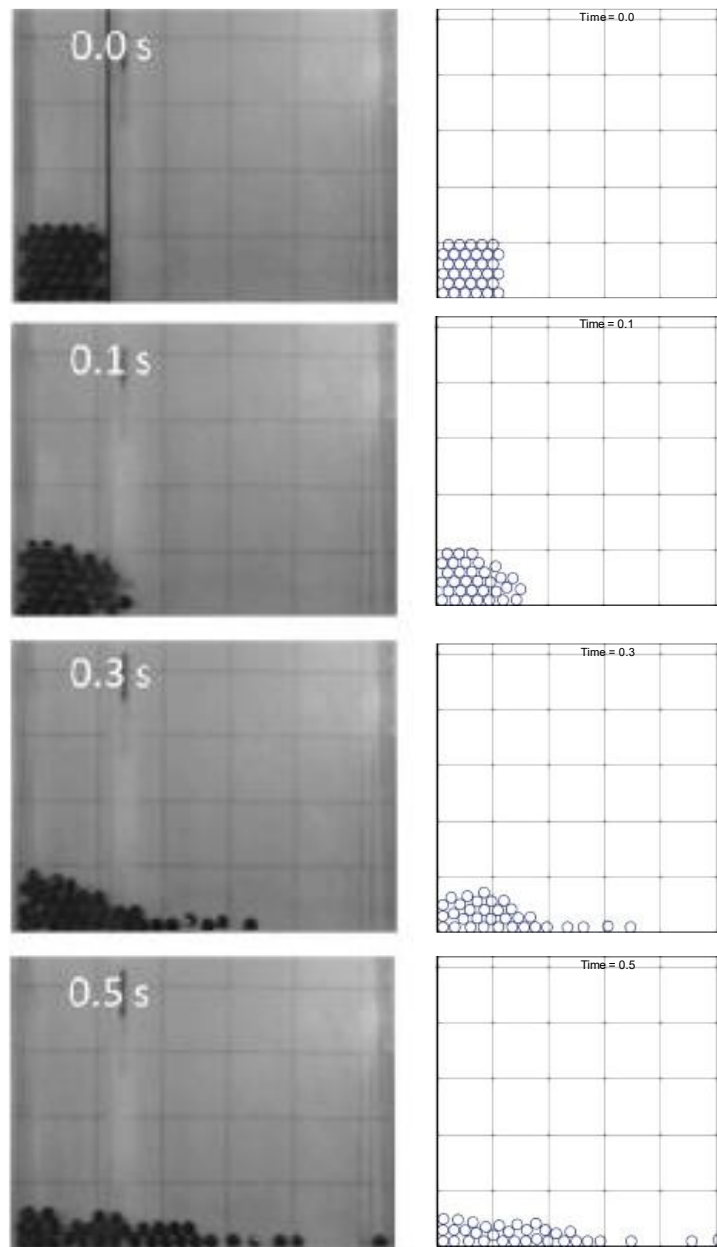 0.0 s
Time = 0.0
0.1 s
Time = 0.1
0.3 s
Time = 0.3
0.5 s
Time = 0.5